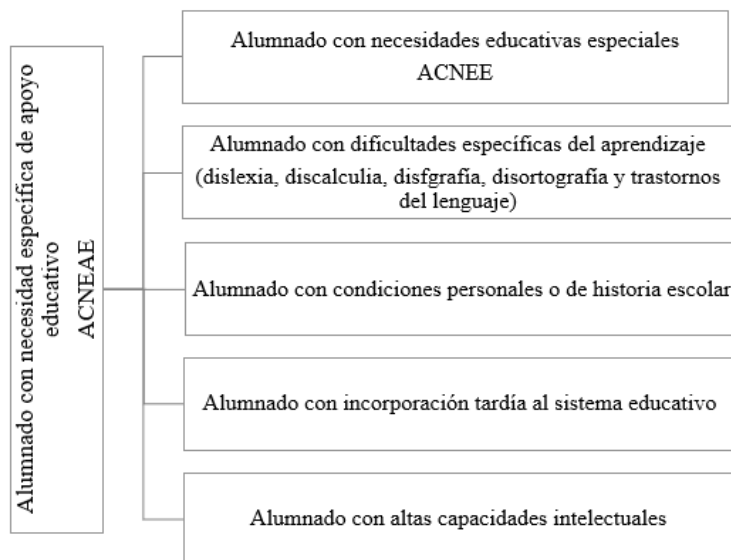 Alumnado con necesidad específica de apoyo
educativo
ACNEAE
Alumnado con necesidades educativas especiales
ACNEE
Alumnado con dificultades específicas del aprendizaje
(dislexia, discalculia, disfgrafía, disortografía y trastornos
del lenguaje)
Alumnado con condiciones personales o de historia escolar
Alumnado con incorporación tardía al sistema educativo
Alumnado con altas capacidades intelectuales